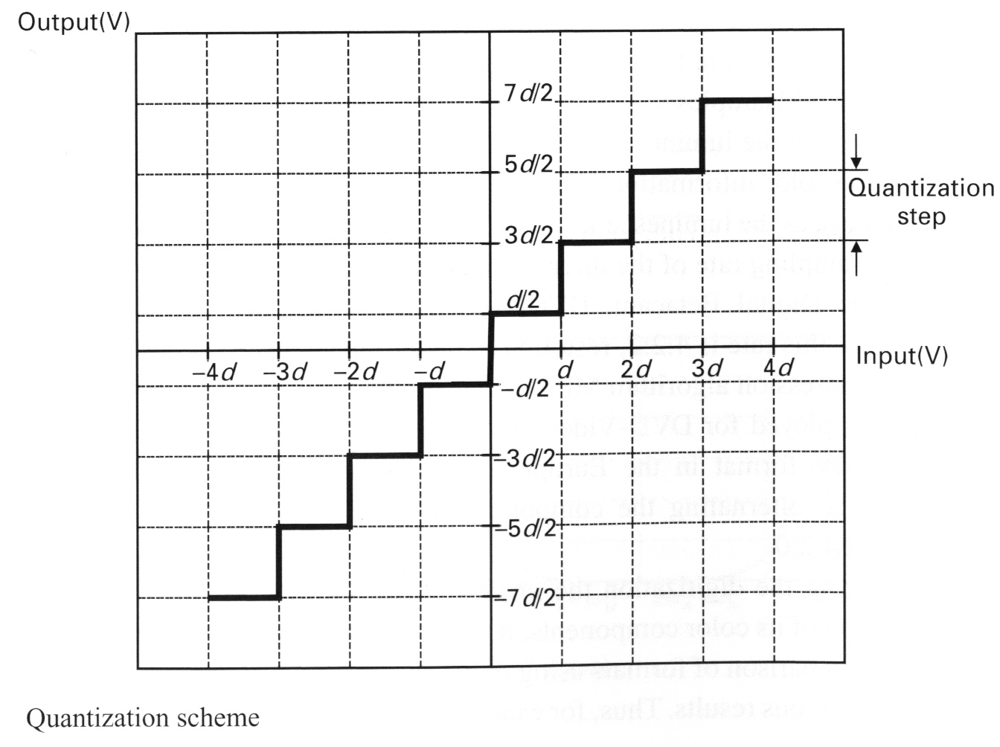 Output(V)
7d/2
5d/2
Quantization
step
3d/2
d/2
Input(V)
-4d -3d -2d -d d 2d 3d 4d
-d/2
-3d/2
-5d/2
-7d/2
Quantization scheme